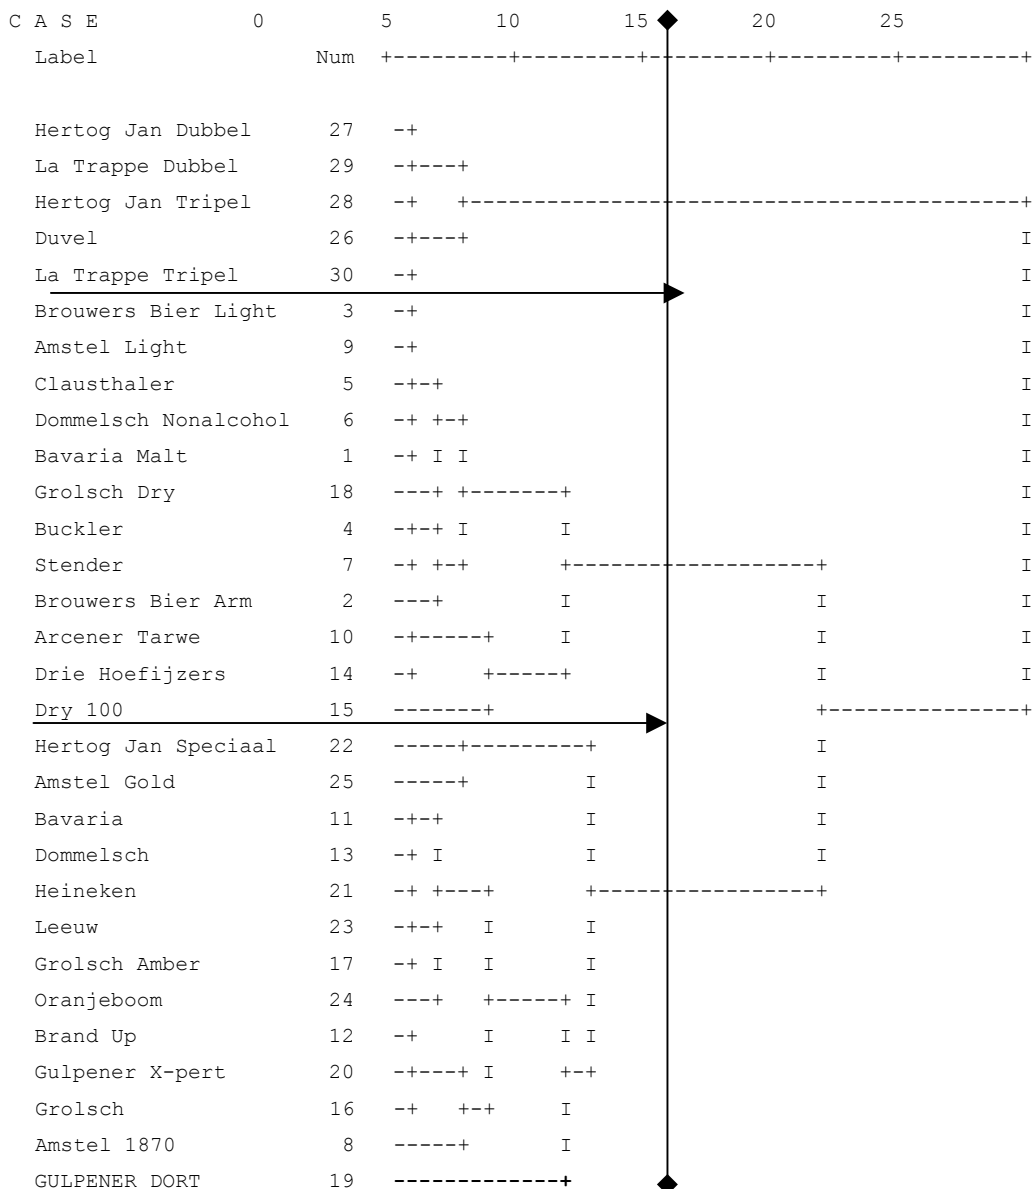 C A S E            0         5        10        15        20        25
  Label           Num  +---------+---------+---------+---------+---------+

  Hertog Jan Dubbel      27   -+
  La Trappe Dubbel       29   -+---+
  Hertog Jan Tripel      28   -+   +-------------------------------------------+
  Duvel                  26   -+---+                                           I
  La Trappe Tripel       30   -+                                               I
  Brouwers Bier Light     3   -+                                               I
  Amstel Light            9   -+                                               I
  Clausthaler             5   -+-+                                             I
  Dommelsch Nonalcohol    6   -+ +-+                                           I
  Bavaria Malt            1   -+ I I                                           I
  Grolsch Dry            18   ---+ +-------+                                   I
  Buckler                 4   -+-+ I       I                                   I
  Stender                 7   -+ +-+       +-------------------+               I
  Brouwers Bier Arm       2   ---+         I                   I               I
  Arcener Tarwe          10   -+-----+     I                   I               I
  Drie Hoefijzers        14   -+     +-----+                   I               I
  Dry 100                15   -------+                         +---------------+
  Hertog Jan Speciaal    22   -----+---------+                 I
  Amstel Gold            25   -----+         I                 I
  Bavaria                11   -+-+           I                 I
  Dommelsch              13   -+ I           I                 I
  Heineken               21   -+ +---+       +-----------------+
  Leeuw                  23   -+-+   I       I
  Grolsch Amber          17   -+ I   I       I
  Oranjeboom             24   ---+   +-----+ I
  Brand Up               12   -+     I     I I
  Gulpener X-pert        20   -+---+ I     +-+
  Grolsch                16   -+   +-+     I
  Amstel 1870             8   -----+       I
  GULPENER DORT          19   -------------+